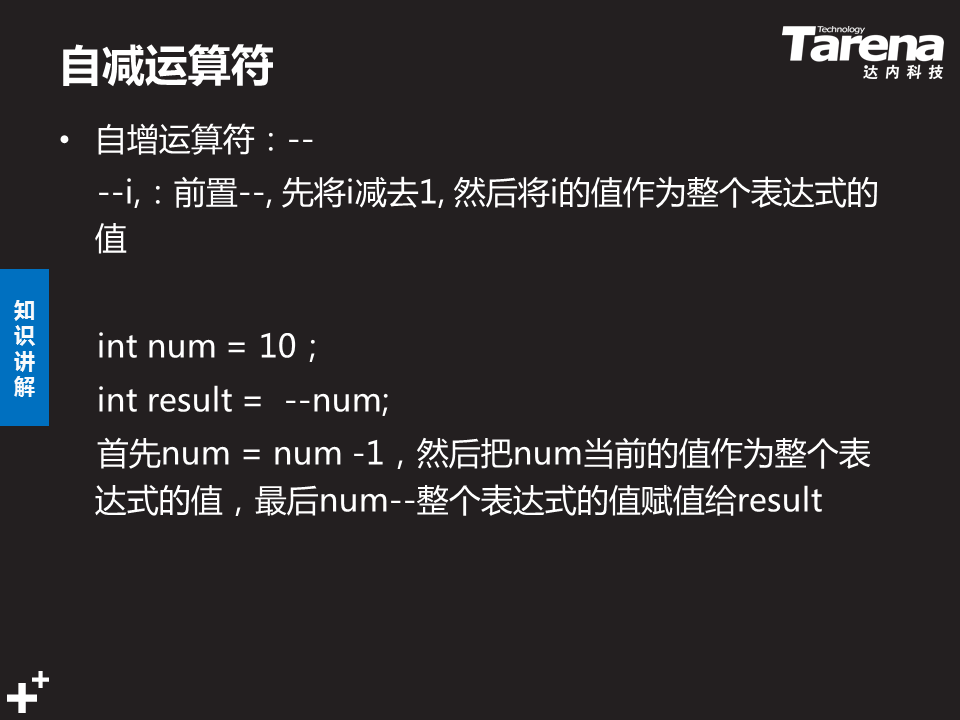 自减运算符
Technology
Tarena
达内科技
• 自增运算符：--
--i,：前置--, 先将i减去1, 然后将i的值作为整个表达式的
值
知识讲解
int num = 10；
int result =  --num;
首先num = num -1，然后把num当前的值作为整个表
达式的值，最后num--整个表达式的值赋值给result